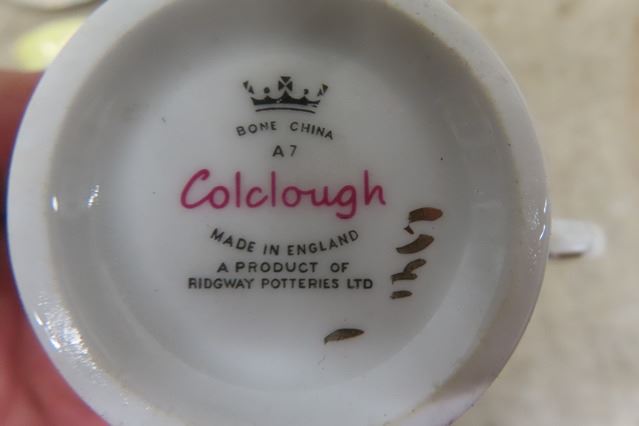 BONE CHINA
A7
Colclough
MADE IN ENGLAND
A PRODUCT OF
RIDGWAY POTTERIES LTD